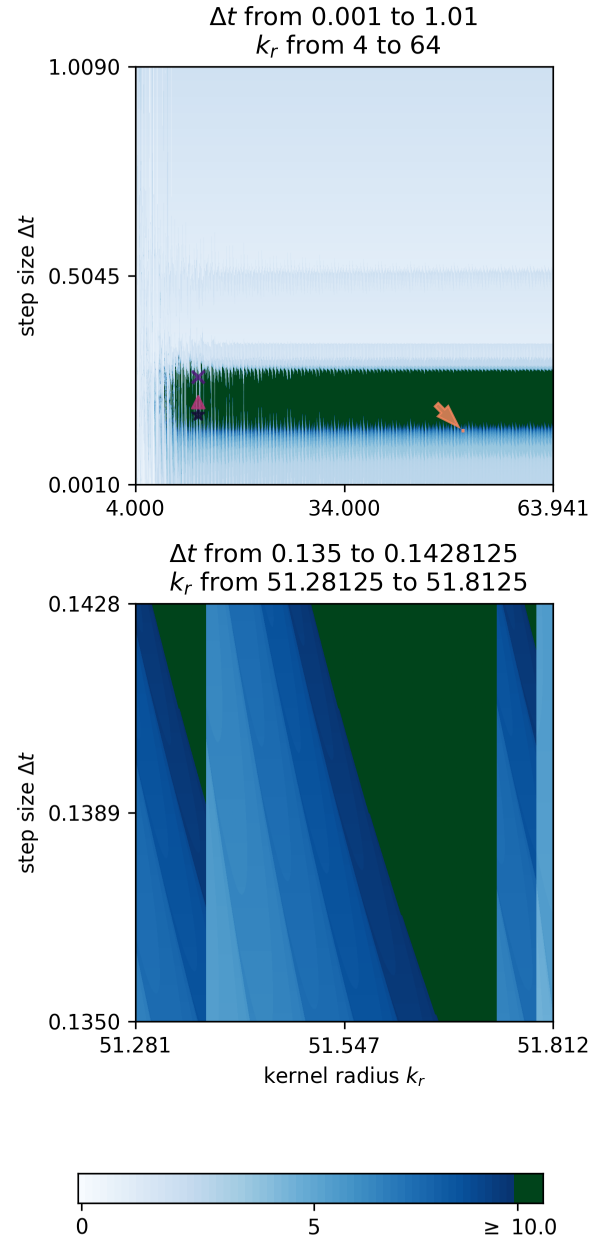 Δt from 0.001 to 1.01
k_r from 4 to 64
1.0090
step size Δt
0.5045
0.0010
4.000 34.000 63.941
Δt from 0.135 to 0.1428125
k_r from 51.28125 to 51.8125
0.1428
step size Δt
0.1389
0.1350
51.281 51.547 51.812
kernel radius k_r
0 5 ≥ 10.0